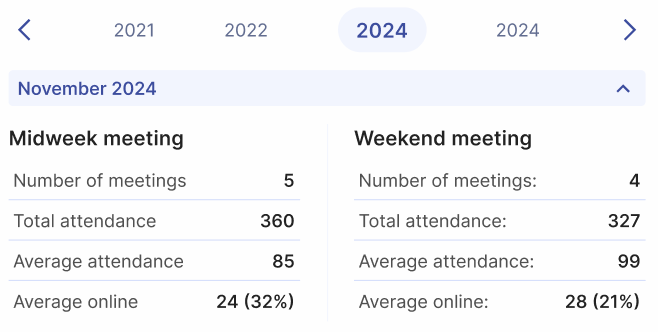 2021 2022 2024 2024
November 2024
Midweek meeting
Number of meetings 5
Total attendance 360
Average attendance 85
Average online 24 (32%)
Weekend meeting
Number of meetings: 4
Total attendance: 327
Average attendance: 99
Average online: 28 (21%)